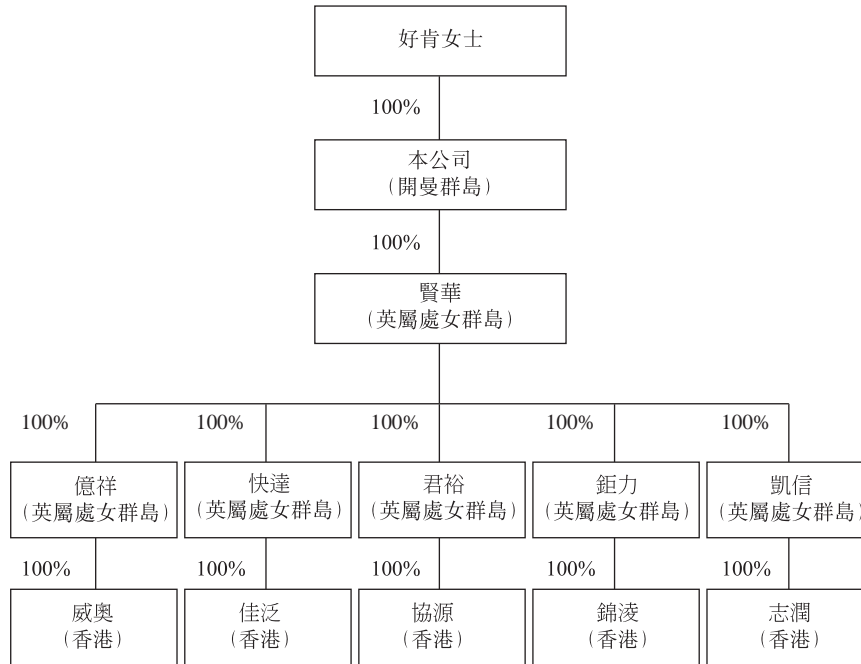 好肯女士
100%
本公司
(開曼群島)
100%
賢華
(英屬處女群島)
100% 100% 100% 100% 100%
億祥 快達 君裕 鉅力 凱信
(英屬處女群島) (英屬處女群島) (英屬處女群島) (英屬處女群島) (英屬處女群島)
100% 100% 100% 100% 100%
威奧 佳泛 協源 錦淩 志潤
(香港) (香港) (香港) (香港) (香港)